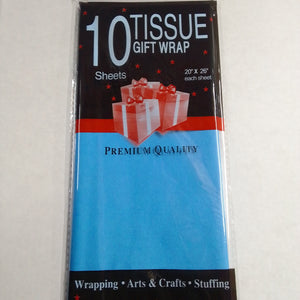 10 TISSUE
GIFT WRAP
Sheets
20" X 26"
each sheet
PREMIUM QUALITY
Wrapping • Arts & Crafts • Stuffing